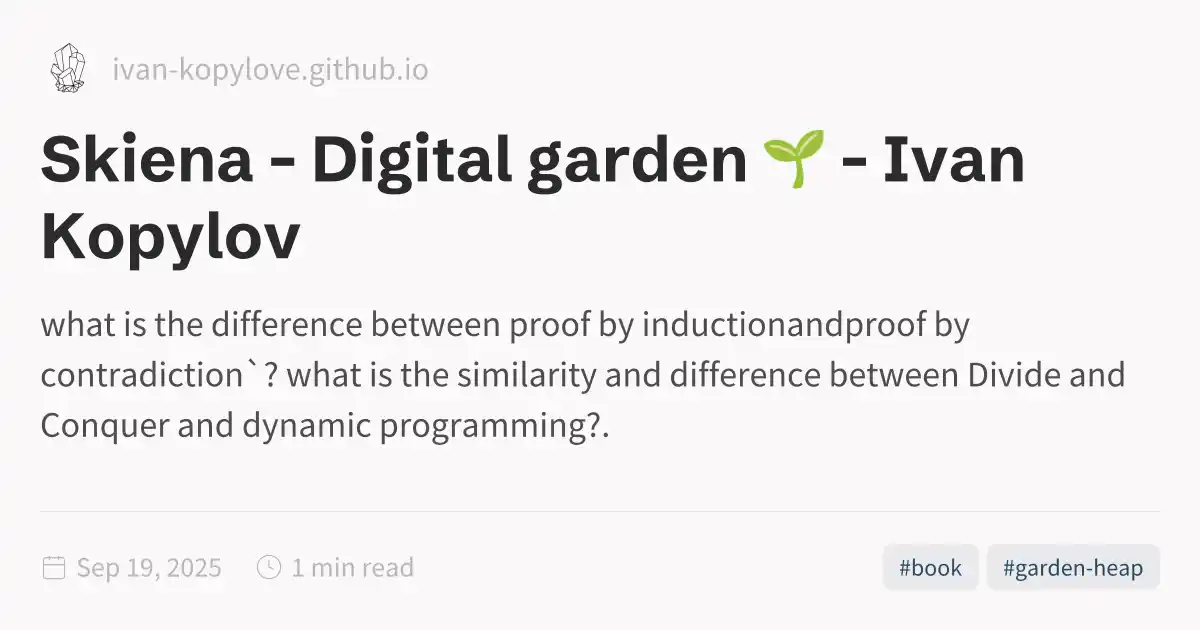 ivan-kopylove.github.io
Skiena - Digital garden 🌱 - Ivan
Kopylov
what is the difference between proof by inductionandproof by
contradiction`? what is the similarity and difference between Divide and
Conquer and dynamic programming?.
Sep 19, 2025 1 min read #book #garden-heap